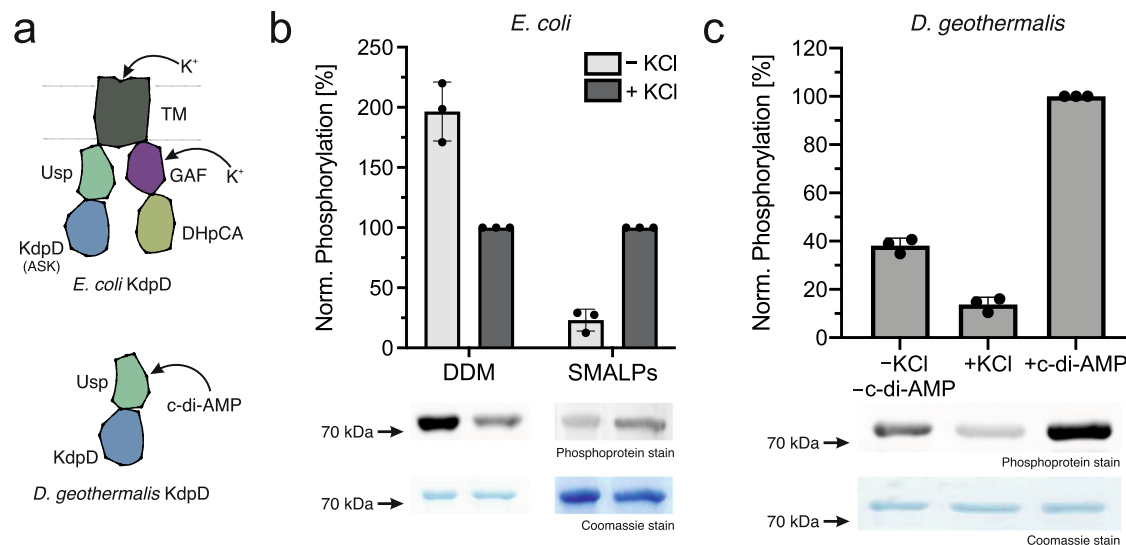 a
K⁺
TM
Usp
GAF
K⁺
KdpD
(ASK)
DHpCA
E. coli KdpD
Usp
c-di-AMP
KdpD
D. geothermalis KdpD
b
E. coli
Norm. Phosphorylation [%]
250
200
150
100
50
0
− KCl
+ KCl
DDM
SMALPs
70 kDa
Phosphoprotein stain
70 kDa
Coomassie stain
c
D. geothermalis
Norm. Phosphorylation [%]
120
100
80
60
40
20
0
−KCl
−c-di-AMP
+KCl
+c-di-AMP
70 kDa
Phosphoprotein stain
70 kDa
Coomassie stain